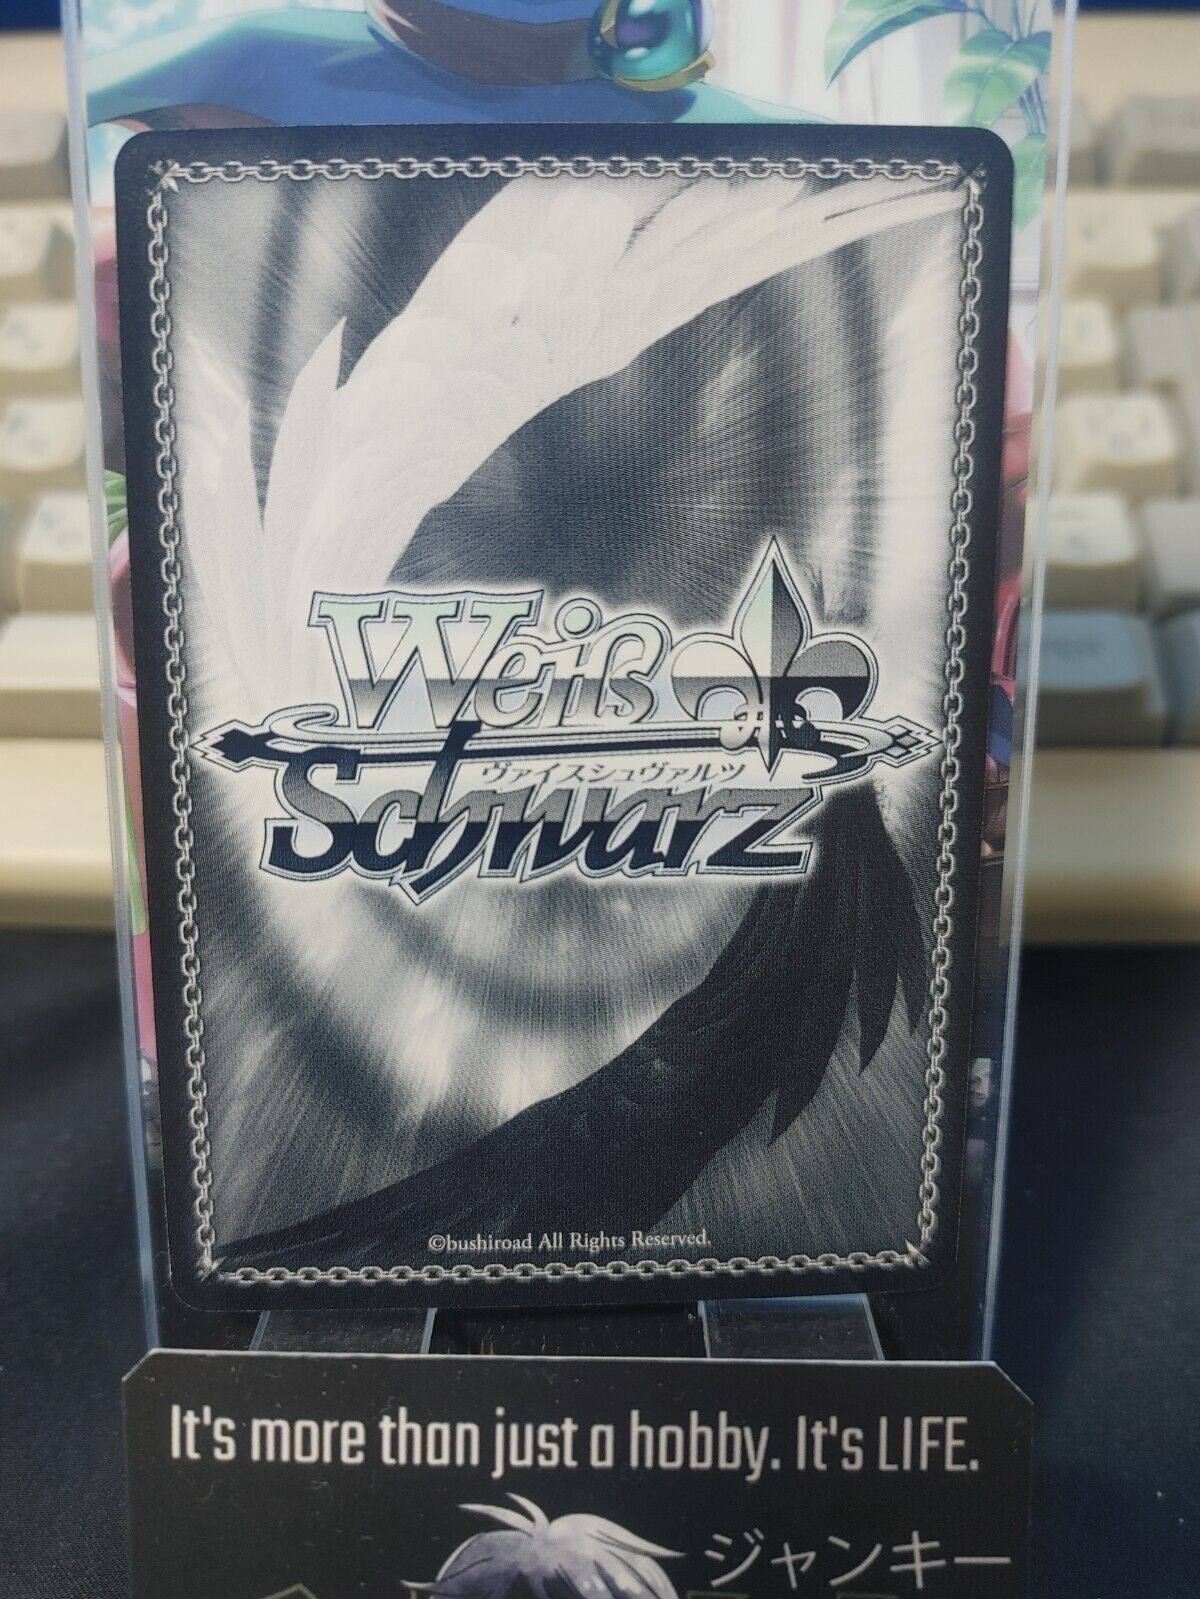 Weiß
ヴァイスシュヴァルツ
Schwarz
©bushiroad All Rights Reserved.
It's more than just a hobby. It's LIFE.
ジャンキー